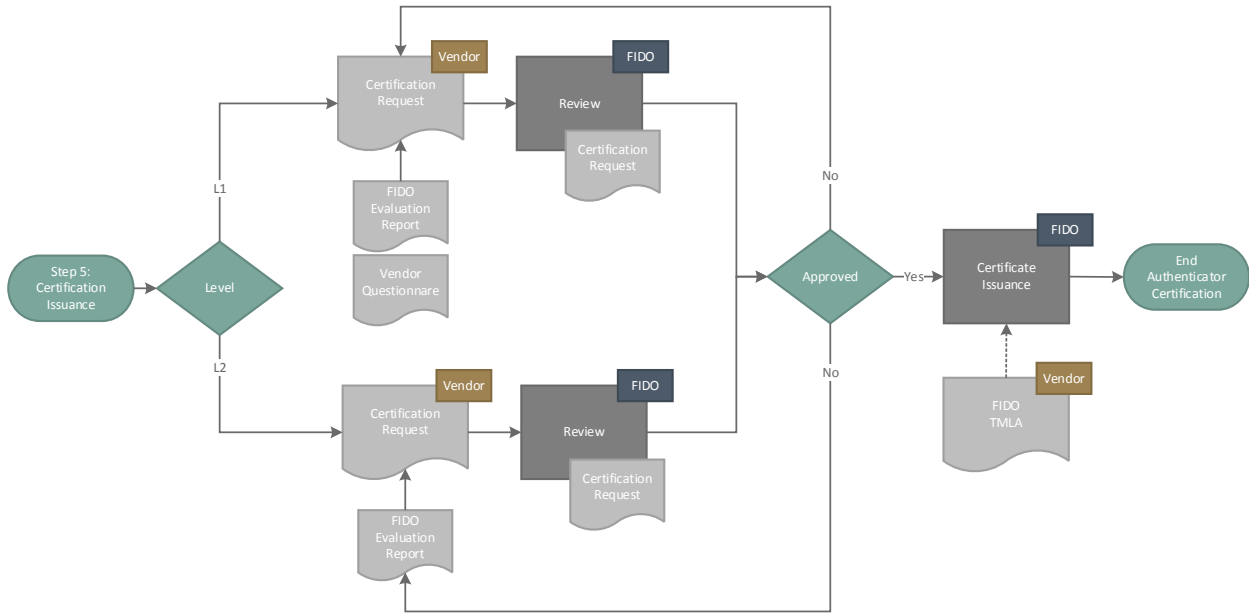 Step 5:
Certification
Issuance
Level
L1
Vendor
Certification
Request
FIDO
Evaluation
Report
Vendor
Questionnare
FIDO
Review
Certification
Request
L2
Vendor
Certification
Request
FIDO
Evaluation
Report
FIDO
Review
Certification
Request
No
Approved
No
Yes
FIDO
Certificate
Issuance
Vendor
FIDO
TMLA
End
Authenticator
Certification